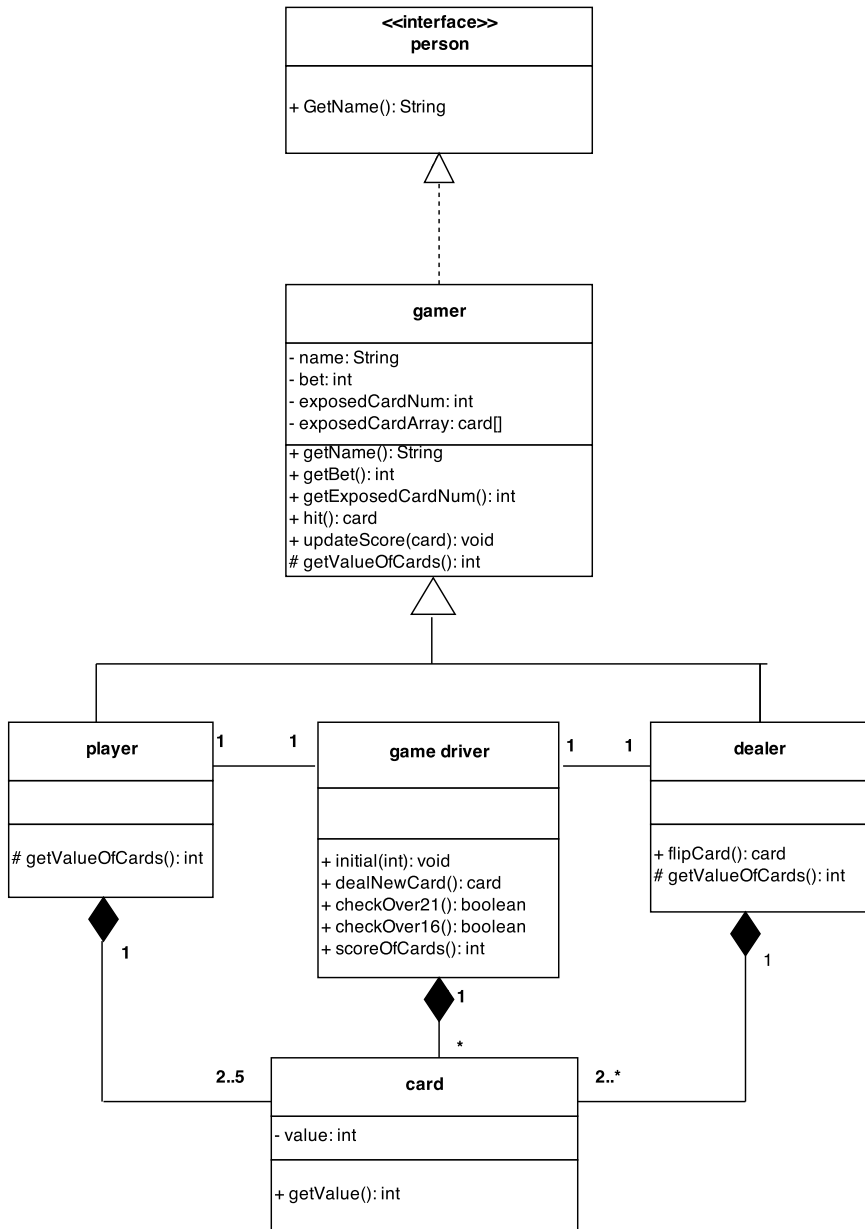 <<interface>>
person
+ GetName(): String
gamer
- name: String
- bet: int
- exposedCardNum: int
- exposedCardArray: card[]
+ getName(): String
+ getBet(): int
+ getExposedCardNum(): int
+ hit(): card
+ updateScore(card): void
# getValueOfCards(): int
player
# getValueOfCards(): int
1
1
game driver
+ initial(int): void
+ dealNewCard(): card
+ checkOver21(): boolean
+ checkOver16(): boolean
+ scoreOfCards(): int
1
1
dealer
+ flipCard(): card
# getValueOfCards(): int
1
1
1
*
2..5
2..*
card
- value: int
+ getValue(): int